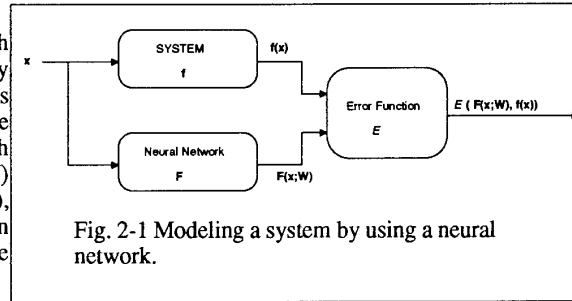 h
y
s
e
h
)
),
n
e
x
SYSTEM
f
f(x)
Neural Network
F
F(x;W)
Error Function
E
E ( F(x;W), f(x))
Fig. 2-1 Modeling a system by using a neural
network.